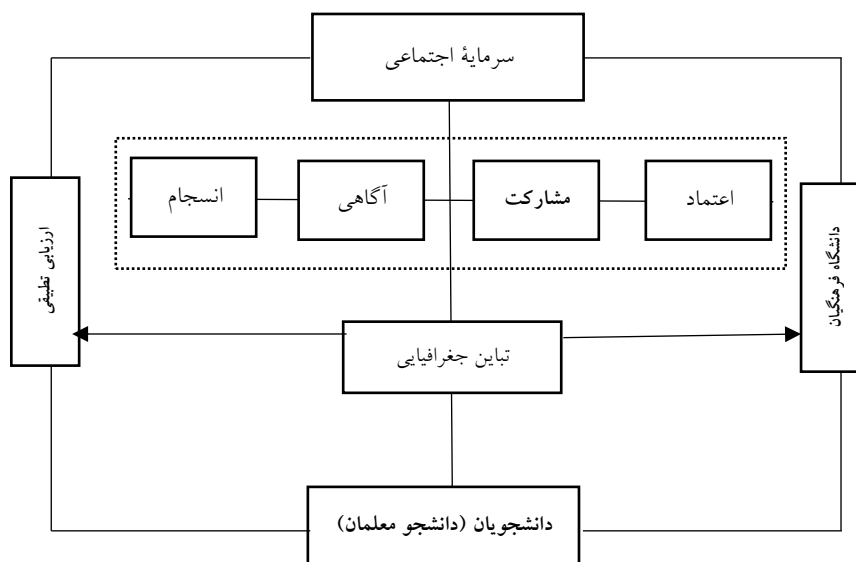 سرمایهٔ اجتماعی
اعتماد
مشارکت
آگاهی
انسجام
دانشگاه فرهنگیان
ارزیابی تطبیقی
تباین جغرافیایی
دانشجویان (دانشجو معلمان)